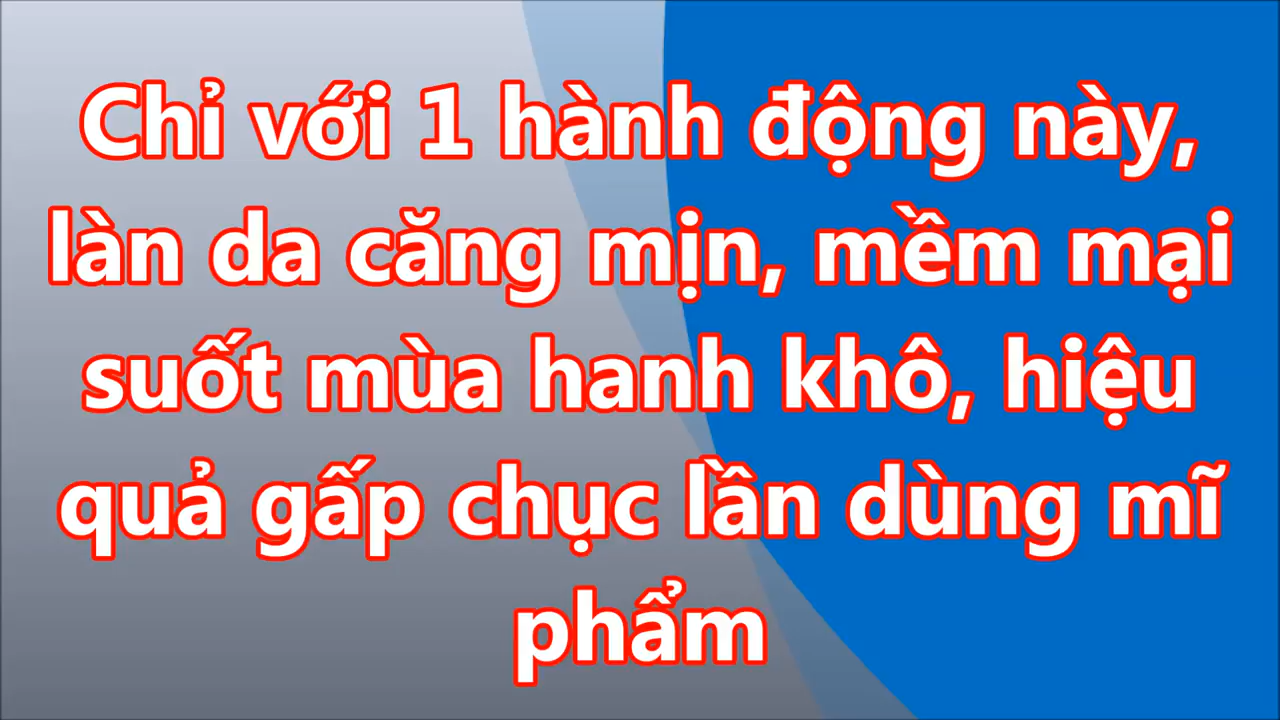 Chỉ với 1 hành động này,
làn da căng mịn, mềm mại
suốt mùa hanh khô, hiệu
quả gấp chục lần dùng mĩ
phẩm